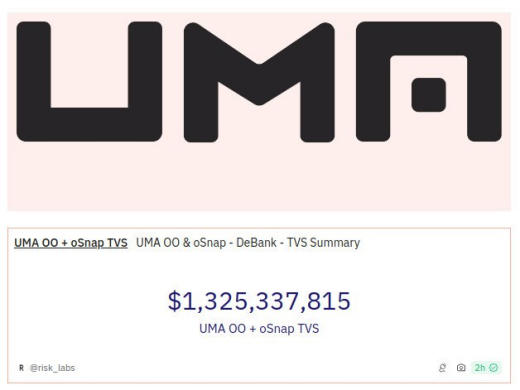 UMA
UMA OO + oSnap TVS UMA OO & oSnap - DeBank - TVS Summary
$1,325,337,815
UMA OO + oSnap TVS
R @risk_labs 2h